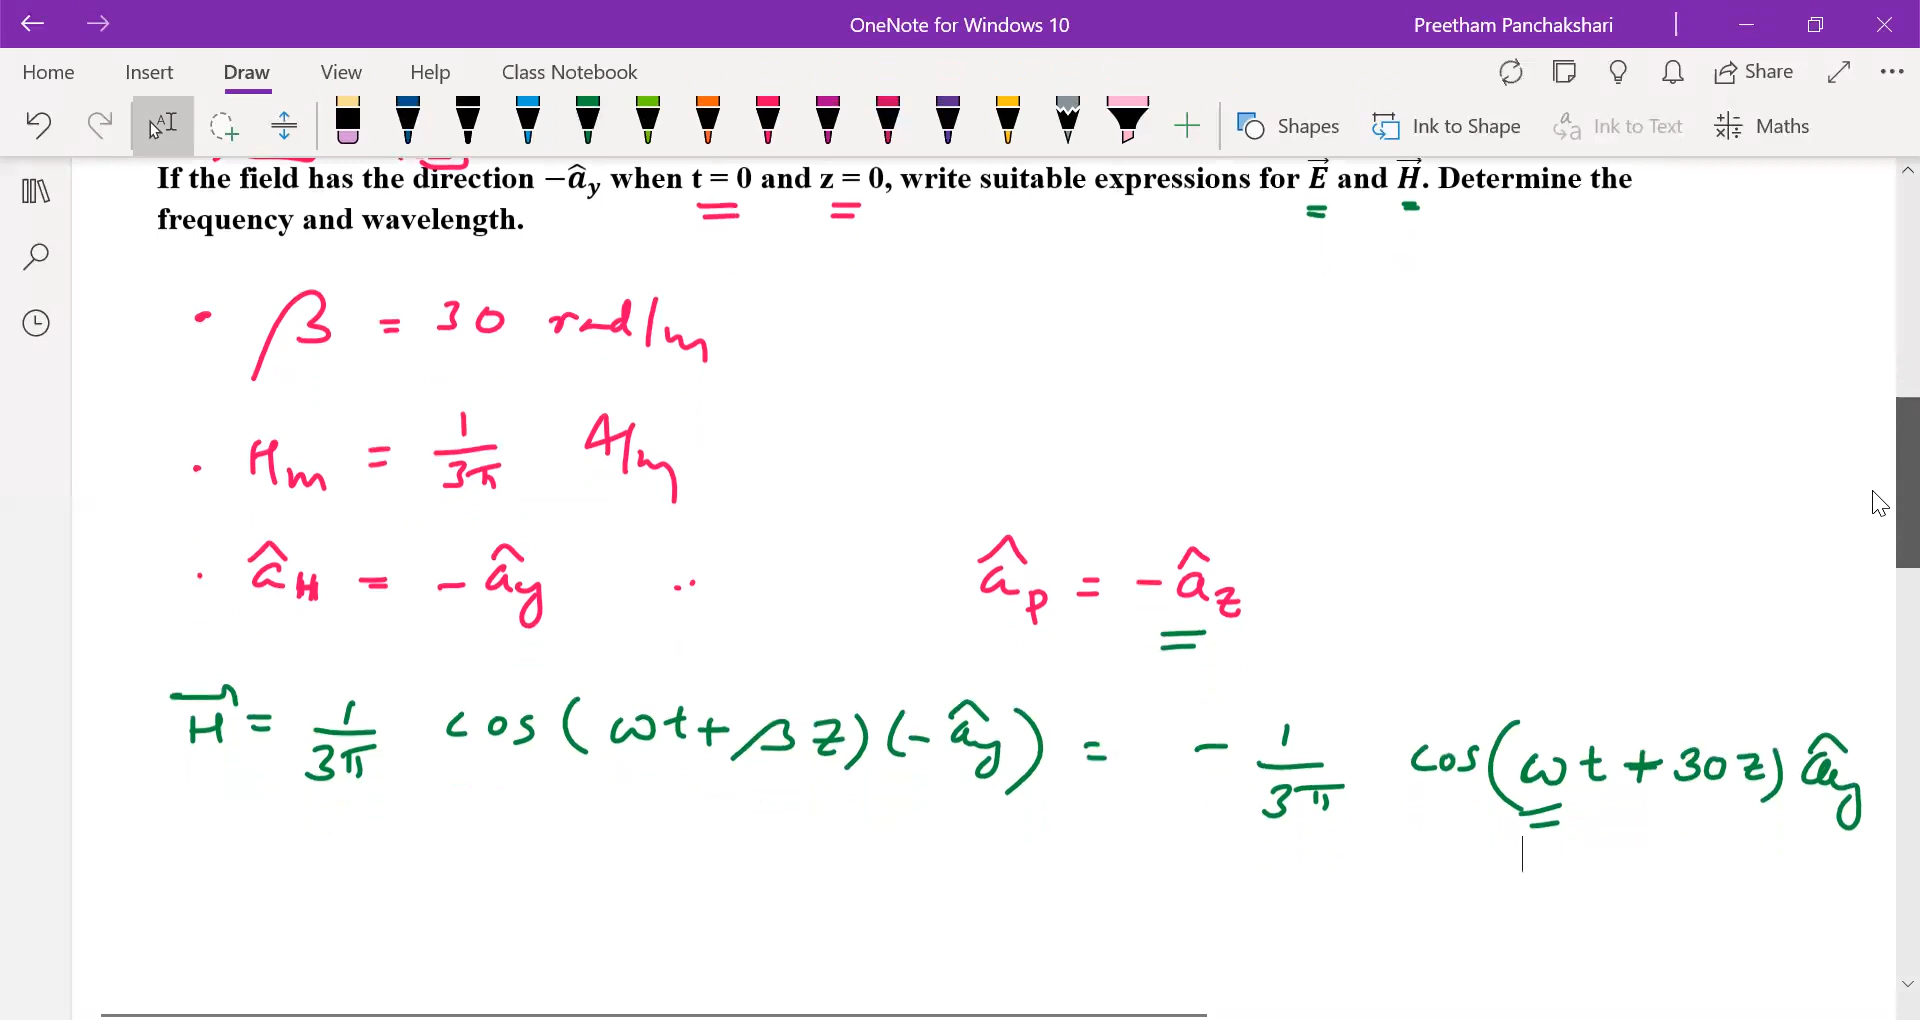 OneNote for Windows 10
Preetham Panchakshari
Home Insert Draw View Help Class Notebook Share
Shapes Ink to Shape Ink to Text Maths
If the field has the direction −â_y when t = 0 and z = 0, write suitable expressions for E⃗ and H⃗. Determine the
frequency and wavelength.
· β = 30 rad/m
· Hm = 1/3π A/m
· â_H = −â_y .. â_p = −â_z
H⃗ = 1/3π cos(ωt + βz)(−â_y) = − 1/3π cos(ωt + 30z) â_y